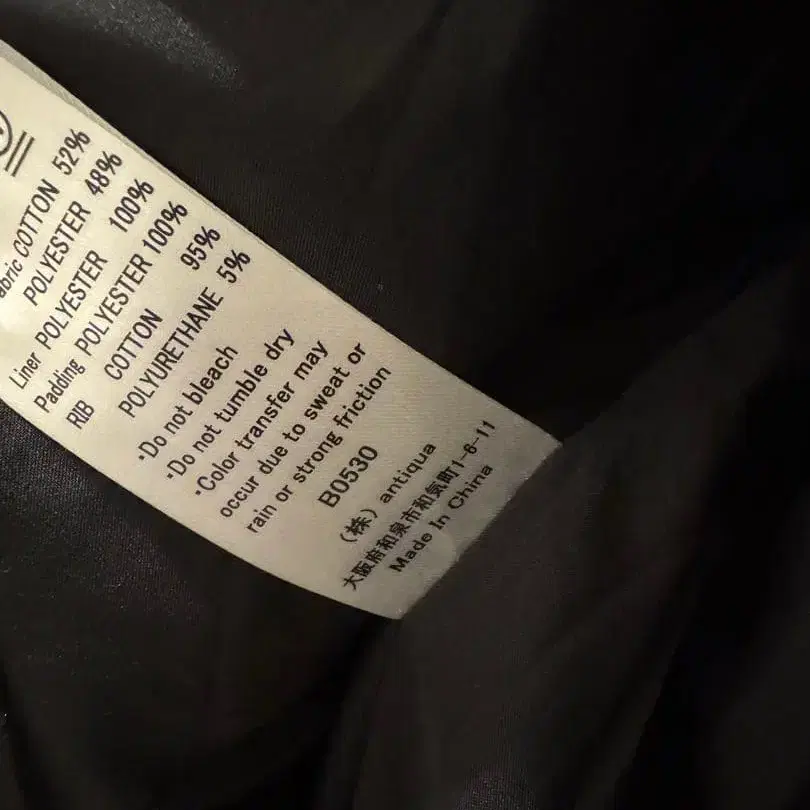 abric COTTON 52%
POLYESTER 48%
Liner POLYESTER 100%
Padding POLYESTER 100%
RIB COTTON 95%
POLYURETHANE 5%
・Do not bleach
・Do not tumble dry
・Color transfer may
occur due to sweat or
rain or strong friction
B0530
(株) antiqua
大阪府和泉市和気町1-6-11
Made In China